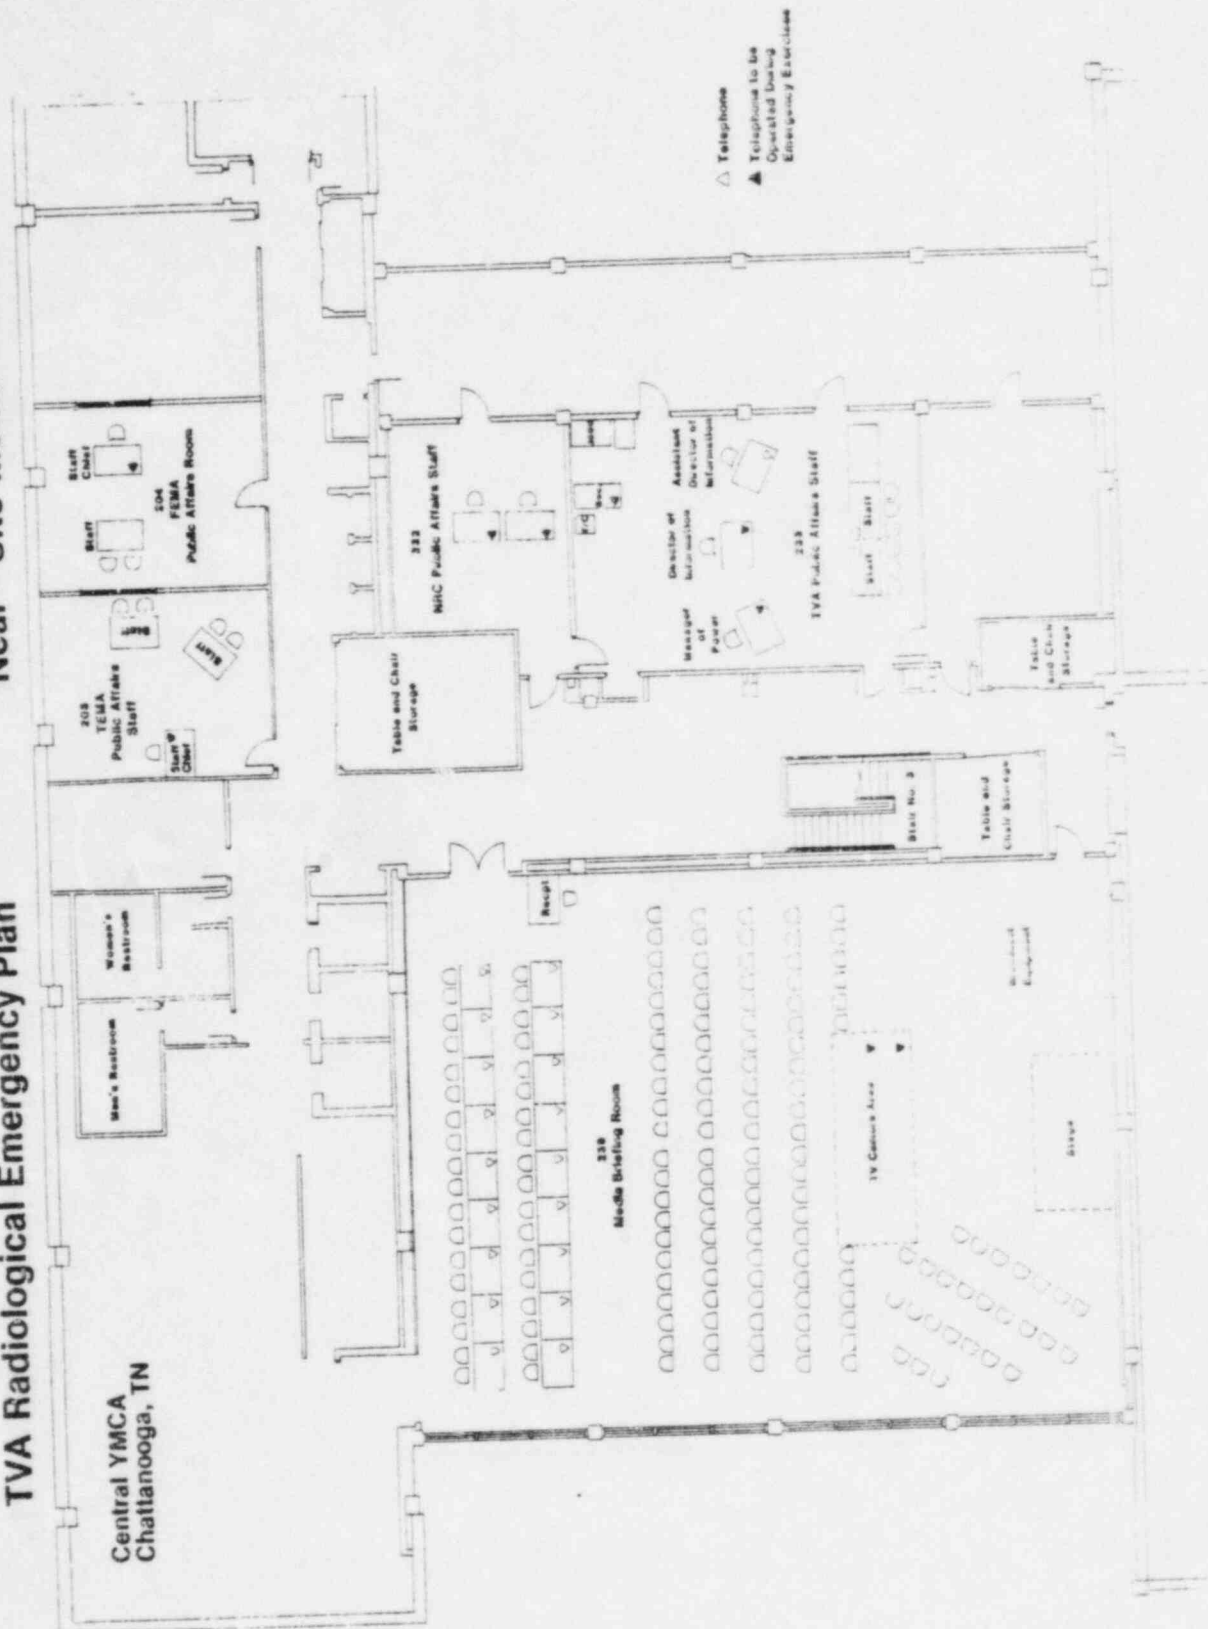 TVA Radiological Emergency Plan
Central YMCA
Chattanooga, TN
Men's Restroom
Women's
Restroom
TEMA
Public Affairs
Staff
Staff
Chief
Staff
204
FEMA
Public Affairs Room
Staff
Staff
Chief
Table and Chair
Storage
NRC Public Affairs Staff
Manager
of
Power
Director of
Information
Assistant
Director of
Information
TVA Public Affairs Staff
Staff
Staff
Table
and Chair
Storage
Recpt
Stair No. 3
Table and
Chair Storage
Media Briefing Room
TV Camera Area
Equipment
Stage
△ Telephone
▲ Telephone to be
Operated During
Emergency Exercises